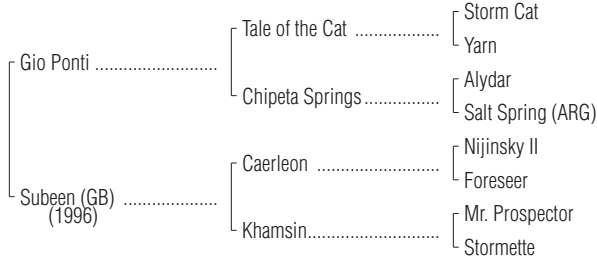 Storm Cat
Tale of the Cat ..................
Yarn
Gio Ponti ..........................
Alydar
Chipeta Springs................
Salt Spring (ARG)
Nijinsky II
Caerleon ..........................
Foreseer
Subeen (GB) ....................
(1996)
Mr. Prospector
Khamsin............................
Stormette